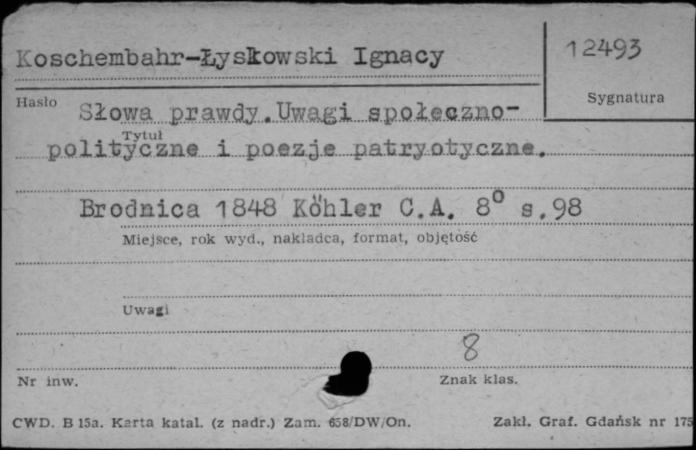 Koschembahr-Łyskowski Ignacy
12493
Hasło
Sygnatura
Słowa prawdy. Uwagi społeczno-
Tytuł
polityczne i poezje patryotyczne.
Brodnica 1848 Köhler C.A. 8° s.98
Miejsce, rok wyd., nakładca, format, objętość
Uwagi
8
Nr inw.
Znak klas.
CWD. B 15a. Karta katal. (z nadr.) Zam. 658/DW/On.
Zakł. Graf. Gdańsk nr 175